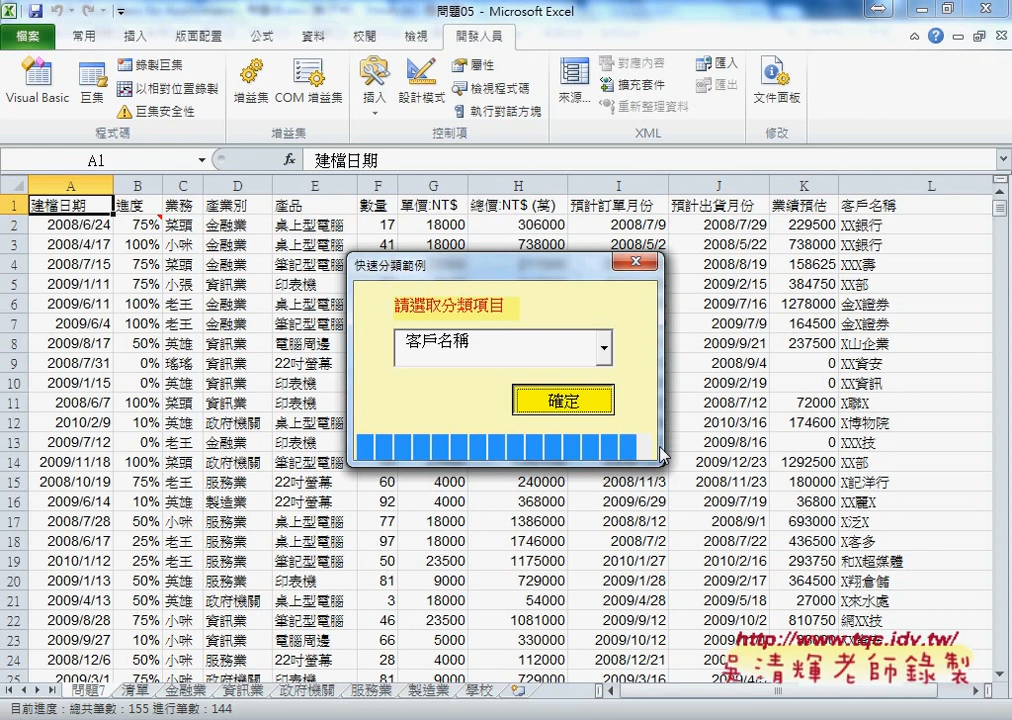 問題05 - Microsoft Excel
檔案 常用 插入 版面配置 公式 資料 校閱 檢視 開發人員
Visual Basic 巨集 錄製巨集 以相對位置錄製 巨集安全性 增益集 COM 增益集 插入 設計模式 屬性 檢視程式碼 執行對話方塊 來源... 對應內容 擴充套件 重新整理資料 匯入 匯出 文件面板
程式碼 增益集 控制項 XML 修改
A1 fx 建檔日期
A B C D E F G H I J K L
1 建檔日期 進度 業務 產業別 產品 數量 單價:NT$ 總價:NT$ (萬) 預計訂單月份 預計出貨月份 業績預估 客戶名稱
2 2008/6/24 75% 菜頭 金融業 桌上型電腦 17 18000 306000 2008/7/9 2008/7/29 229500 XX銀行
3 2008/4/17 100% 小咪 金融業 桌上型電腦 41 18000 738000 2008/5/2 2008/5/22 738000 XX銀行
4 2008/7/15 75% 菜頭 金融業 筆記型電腦 2008/8/19 158625 XXX壽
5 2009/1/11 75% 小張 資訊業 印表機 2009/2/15 384750 XX部
6 2009/6/11 100% 老王 金融業 桌上型電腦 2009/7/16 1278000 金X證券
7 2009/6/4 100% 老王 金融業 筆記型電腦 2009/7/9 164500 金X證券
8 2009/8/17 50% 英雄 資訊業 電腦周邊 2009/9/21 237500 X山企業
9 2008/7/31 0% 瑤瑤 資訊業 22吋螢幕 2008/9/4 0 XX資安
10 2009/1/15 0% 英雄 資訊業 印表機 2009/2/19 0 XX資訊
11 2008/6/7 100% 菜頭 資訊業 印表機 2008/7/12 72000 X聯X
12 2010/2/9 10% 英雄 政府機關 桌上型電腦 2010/3/16 174600 X博物院
13 2009/7/12 0% 老王 金融業 印表機 2009/8/16 0 XXX技
14 2009/11/18 100% 菜頭 政府機關 筆記型電腦 2009/12/23 1292500 XX部
15 2008/10/19 75% 老王 服務業 22吋螢幕 60 4000 240000 2008/11/3 2008/11/23 180000 X記洋行
16 2009/6/14 10% 英雄 製造業 22吋螢幕 92 4000 368000 2009/6/29 2009/7/19 36800 XX麗X
17 2008/7/28 50% 小咪 服務業 桌上型電腦 77 18000 1386000 2008/8/12 2008/9/1 693000 X泛X
18 2008/6/17 25% 老王 服務業 桌上型電腦 97 18000 1746000 2008/7/2 2008/7/22 436500 X客多
19 2010/1/12 25% 老王 服務業 筆記型電腦 50 23500 1175000 2010/1/27 2010/2/16 293750 和X超媒體
20 2009/1/13 50% 英雄 服務業 印表機 81 9000 729000 2009/1/28 2009/2/17 364500 X翔倉儲
21 2009/4/13 50% 英雄 政府機關 桌上型電腦 3 18000 54000 2009/4/28 2009/5/18 27000 X來水處
22 2009/8/28 75% 小咪 資訊業 筆記型電腦 46 23500 1081000 2009/9/12 2009/10/2 810750 網XX技
23 2009/9/27 10% 小咪 資訊業 電腦周邊 66 5000 330000 2009/10/12
24 2008/12/6 50% 小咪 資訊業 22吋螢幕 28 4000 112000 2008/12/21
快速分類範例
請選取分類項目
客戶名稱
確定
http://www.tqc.idv.tw/
吳清輝老師錄製
問題7 清單 金融業 資訊業 政府機關 服務業 製造業 學校
目前進度：總共筆數：155 進行筆數：144